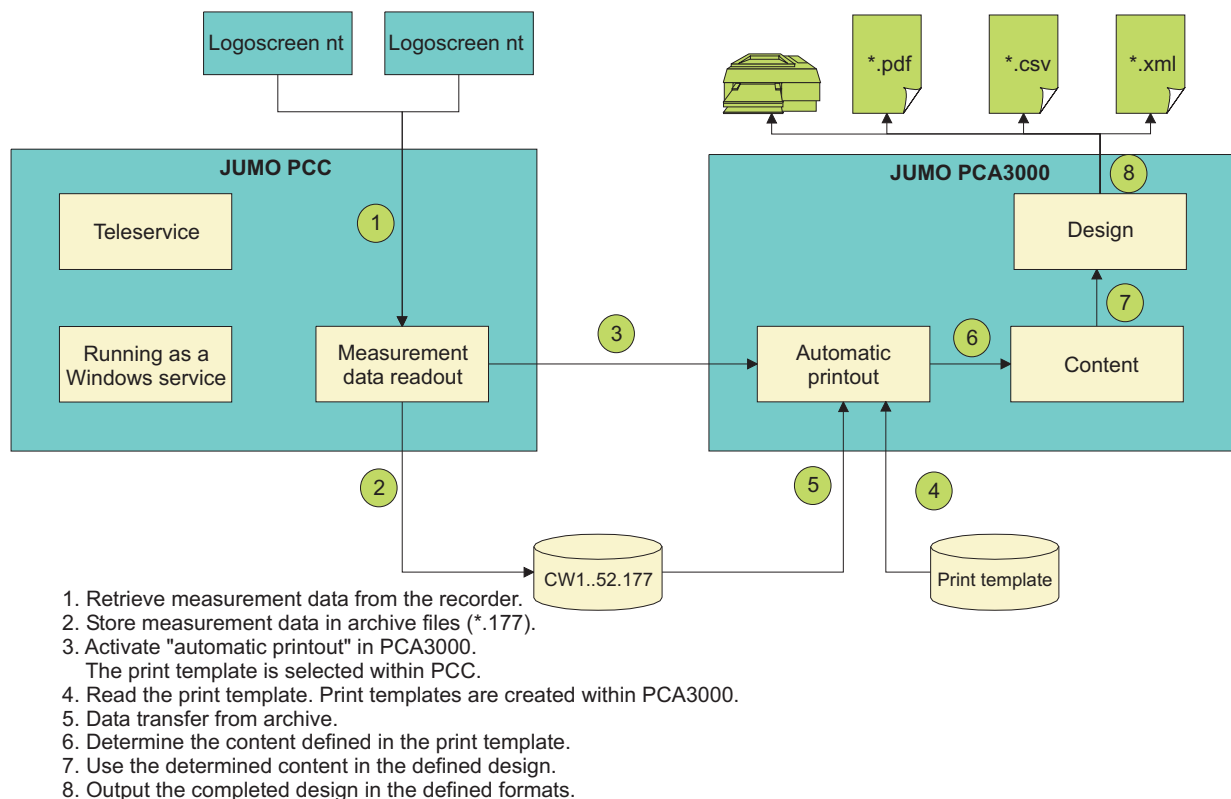 Logoscreen nt
Logoscreen nt
*.pdf
*.csv
*.xml
JUMO PCC
JUMO PCA3000
8
1
Teleservice
Design
7
3
6
Running as a
Windows service
Measurement
data readout
Automatic
printout
Content
2
5
4
CW1..52.177
Print template
1. Retrieve measurement data from the recorder.
2. Store measurement data in archive files (*.177).
3. Activate "automatic printout" in PCA3000.
The print template is selected within PCC.
4. Read the print template. Print templates are created within PCA3000.
5. Data transfer from archive.
6. Determine the content defined in the print template.
7. Use the determined content in the defined design.
8. Output the completed design in the defined formats.